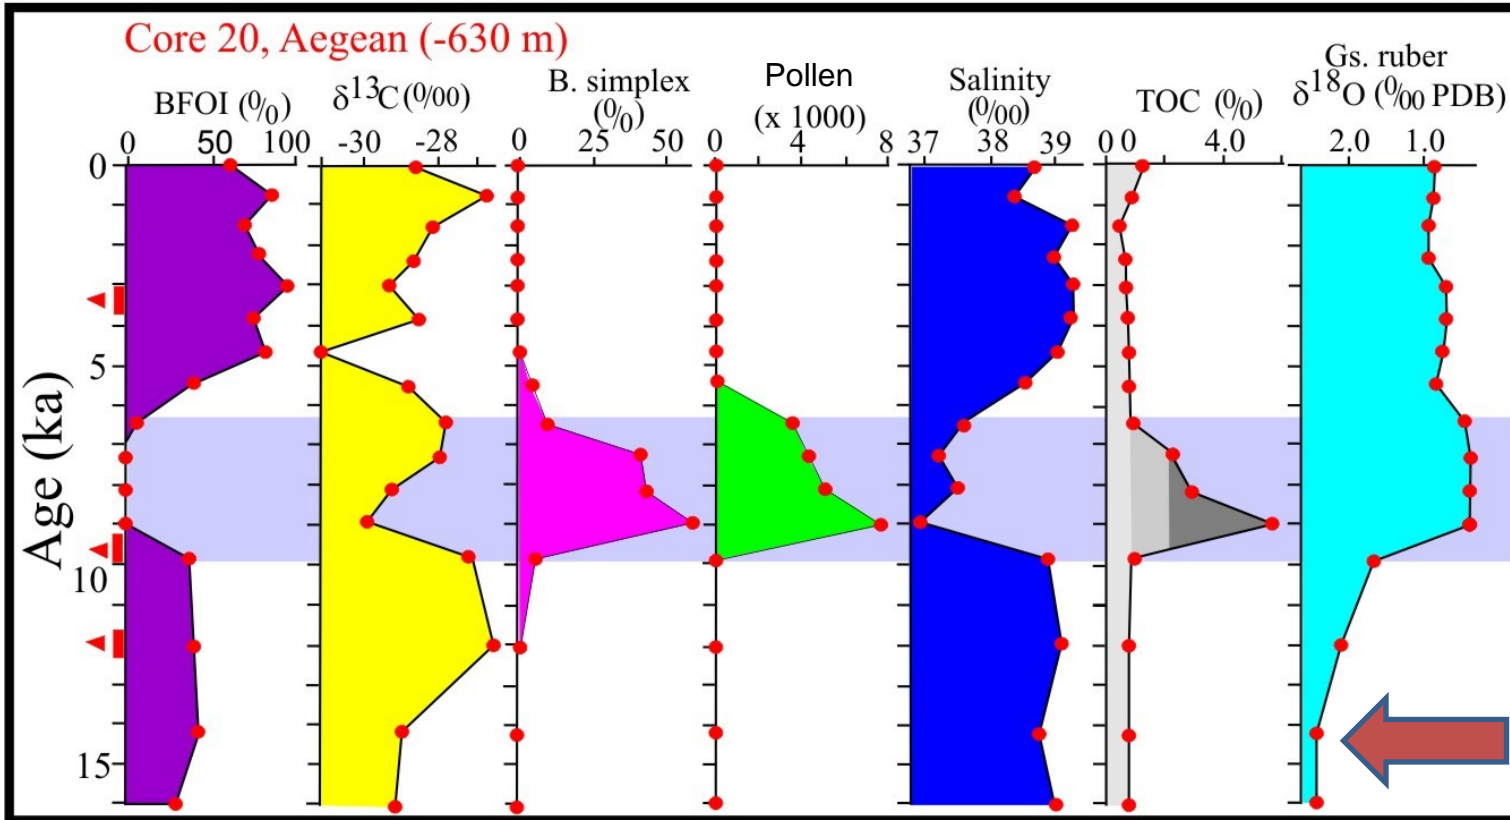 Core 20, Aegean (-630 m)
BFOI (%)
δ13C (0/00)
B. simplex
(%)
Pollen
(x 1000)
Salinity
(‰)
TOC (%)
Gs. ruber
δ18O (‰ PDB)
0 50 100
-30 -28
0 25 50
0 4 8
37 38 39
0.0 4.0
2.0 1.0
0
5
10
15
Age (ka)